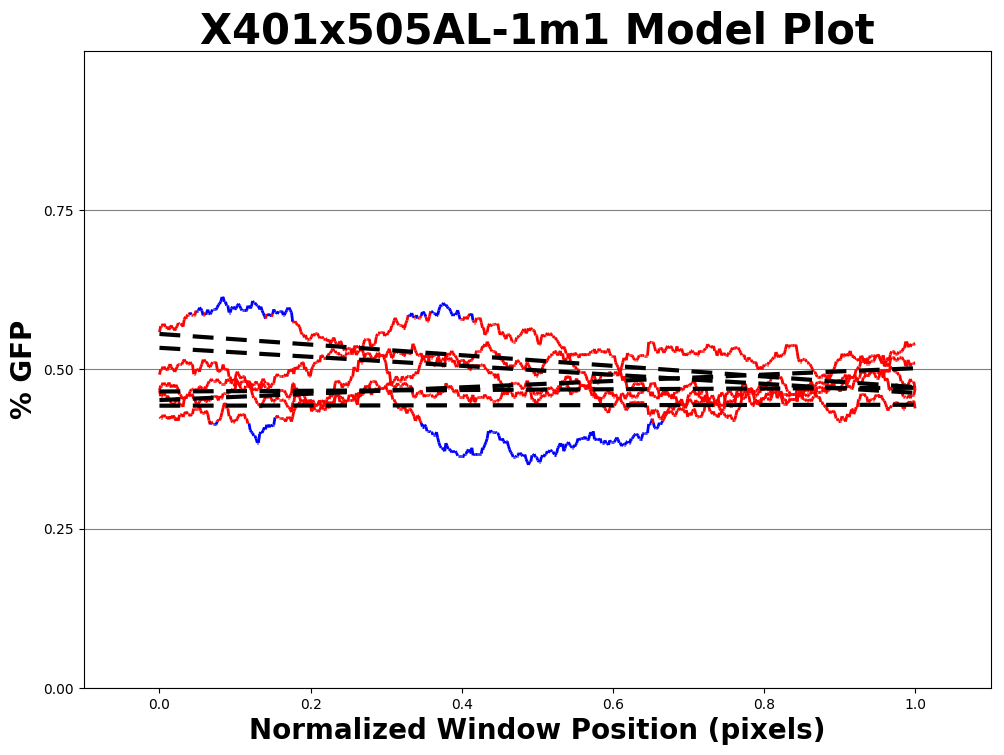 X401x505AL-1m1 Model Plot
% GFP
0.75
0.50
0.25
0.00
0.0 0.2 0.4 0.6 0.8 1.0
Normalized Window Position (pixels)